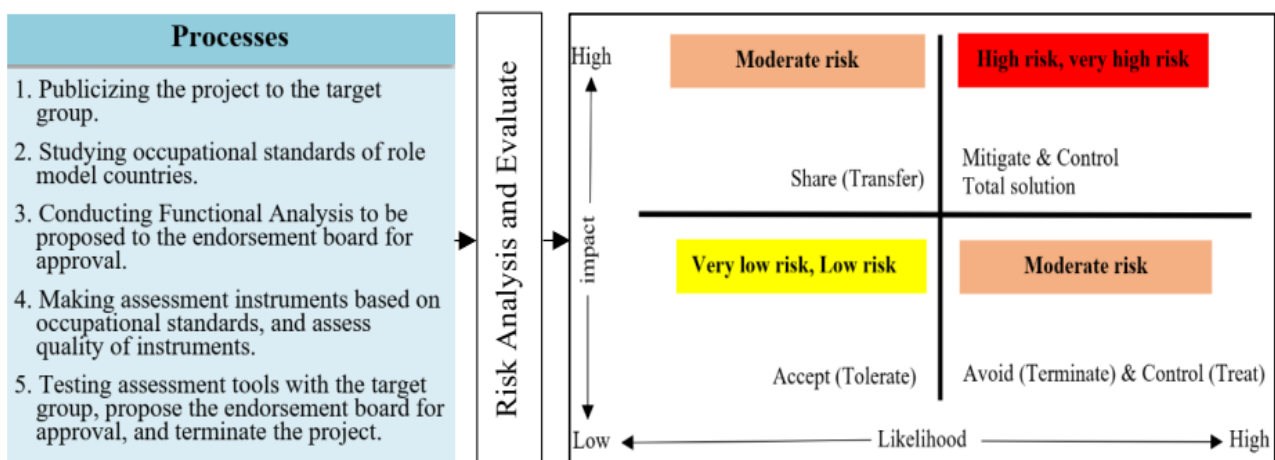 Processes
1. Publicizing the project to the target
group.
2. Studying occupational standards of role
model countries.
3. Conducting Functional Analysis to be
proposed to the endorsement board for
approval.
4. Making assessment instruments based on
occupational standards, and assess
quality of instruments.
5. Testing assessment tools with the target
group, propose the endorsement board for
approval, and terminate the project.
Risk Analysis and Evaluate
High
impact
Low
Moderate risk
High risk, very high risk
Share (Transfer)
Mitigate & Control
Total solution
Very low risk, Low risk
Moderate risk
Accept (Tolerate)
Avoid (Terminate) & Control (Treat)
Likelihood
High